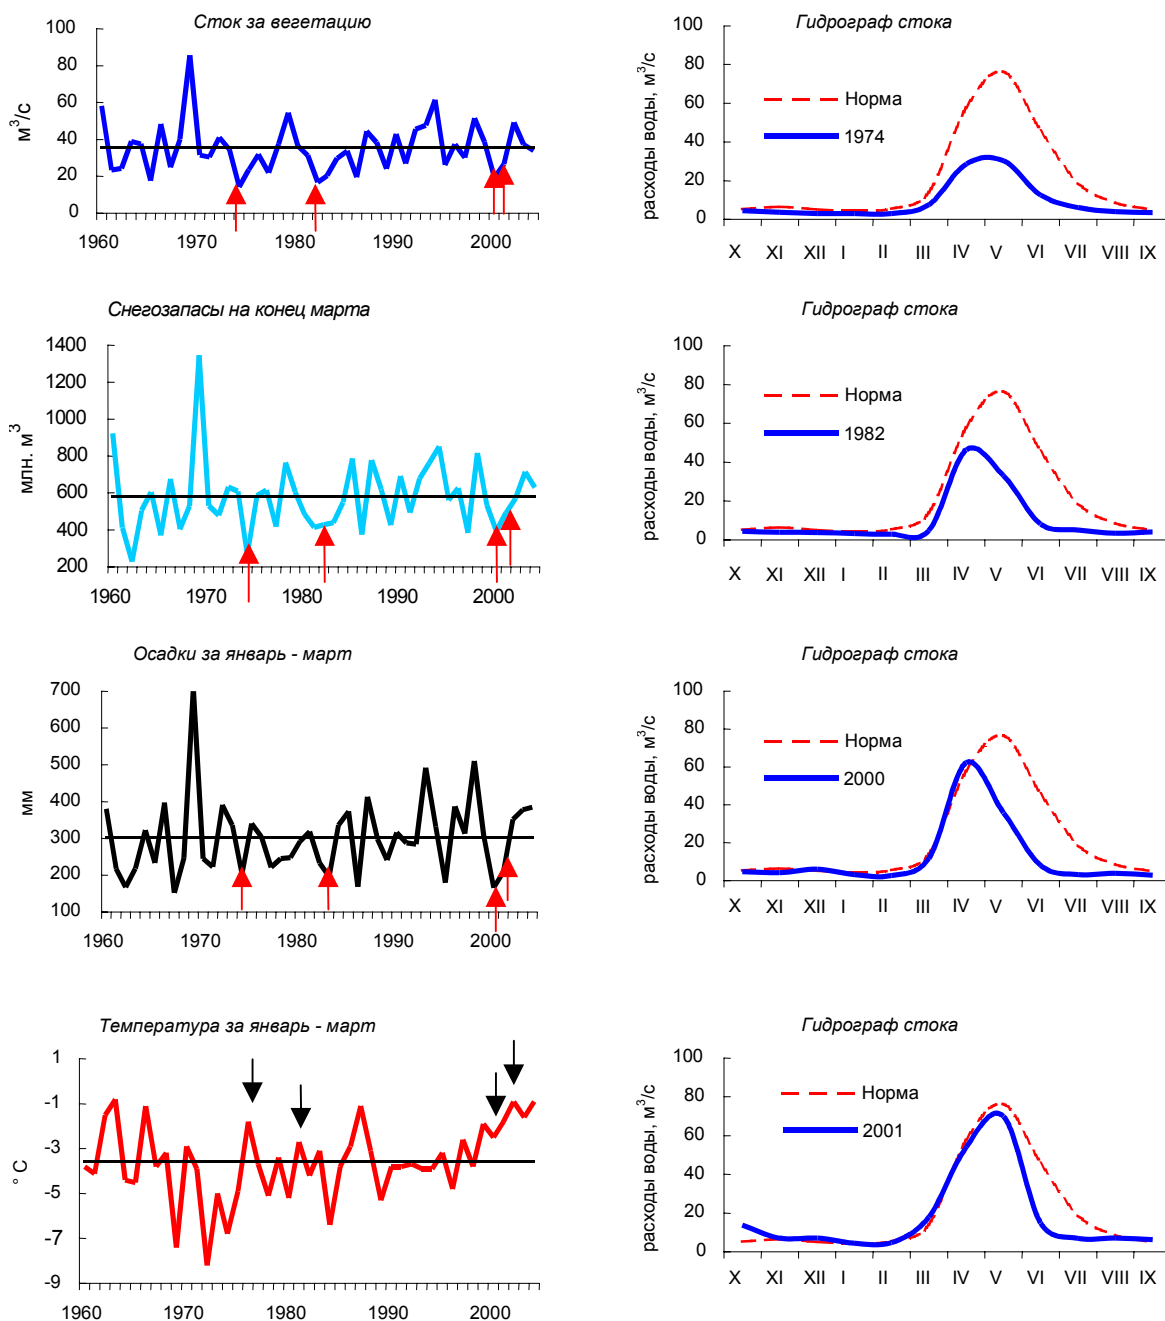 Сток за вегетацию
м³/с
100
80
60
40
20
0
1960 1970 1980 1990 2000
Гидрограф стока
расходы воды, м³/с
100
80
60
40
20
0
Норма
1974
X XI XII I II III IV V VI VII VIII IX
Снегозапасы на конец марта
млн. м³
1400
1200
1000
800
600
400
200
1960 1970 1980 1990 2000
Гидрограф стока
расходы воды, м³/с
100
80
60
40
20
0
Норма
1982
X XI XII I II III IV V VI VII VIII IX
Осадки за январь - март
мм
700
600
500
400
300
200
100
1960 1970 1980 1990 2000
Гидрограф стока
расходы воды, м³/с
100
80
60
40
20
0
Норма
2000
X XI XII I II III IV V VI VII VIII IX
Температура за январь - март
°С
1
-1
-3
-5
-7
-9
1960 1970 1980 1990 2000
Гидрограф стока
расходы воды, м³/с
100
80
60
40
20
0
Норма
2001
X XI XII I II III IV V VI VII VIII IX